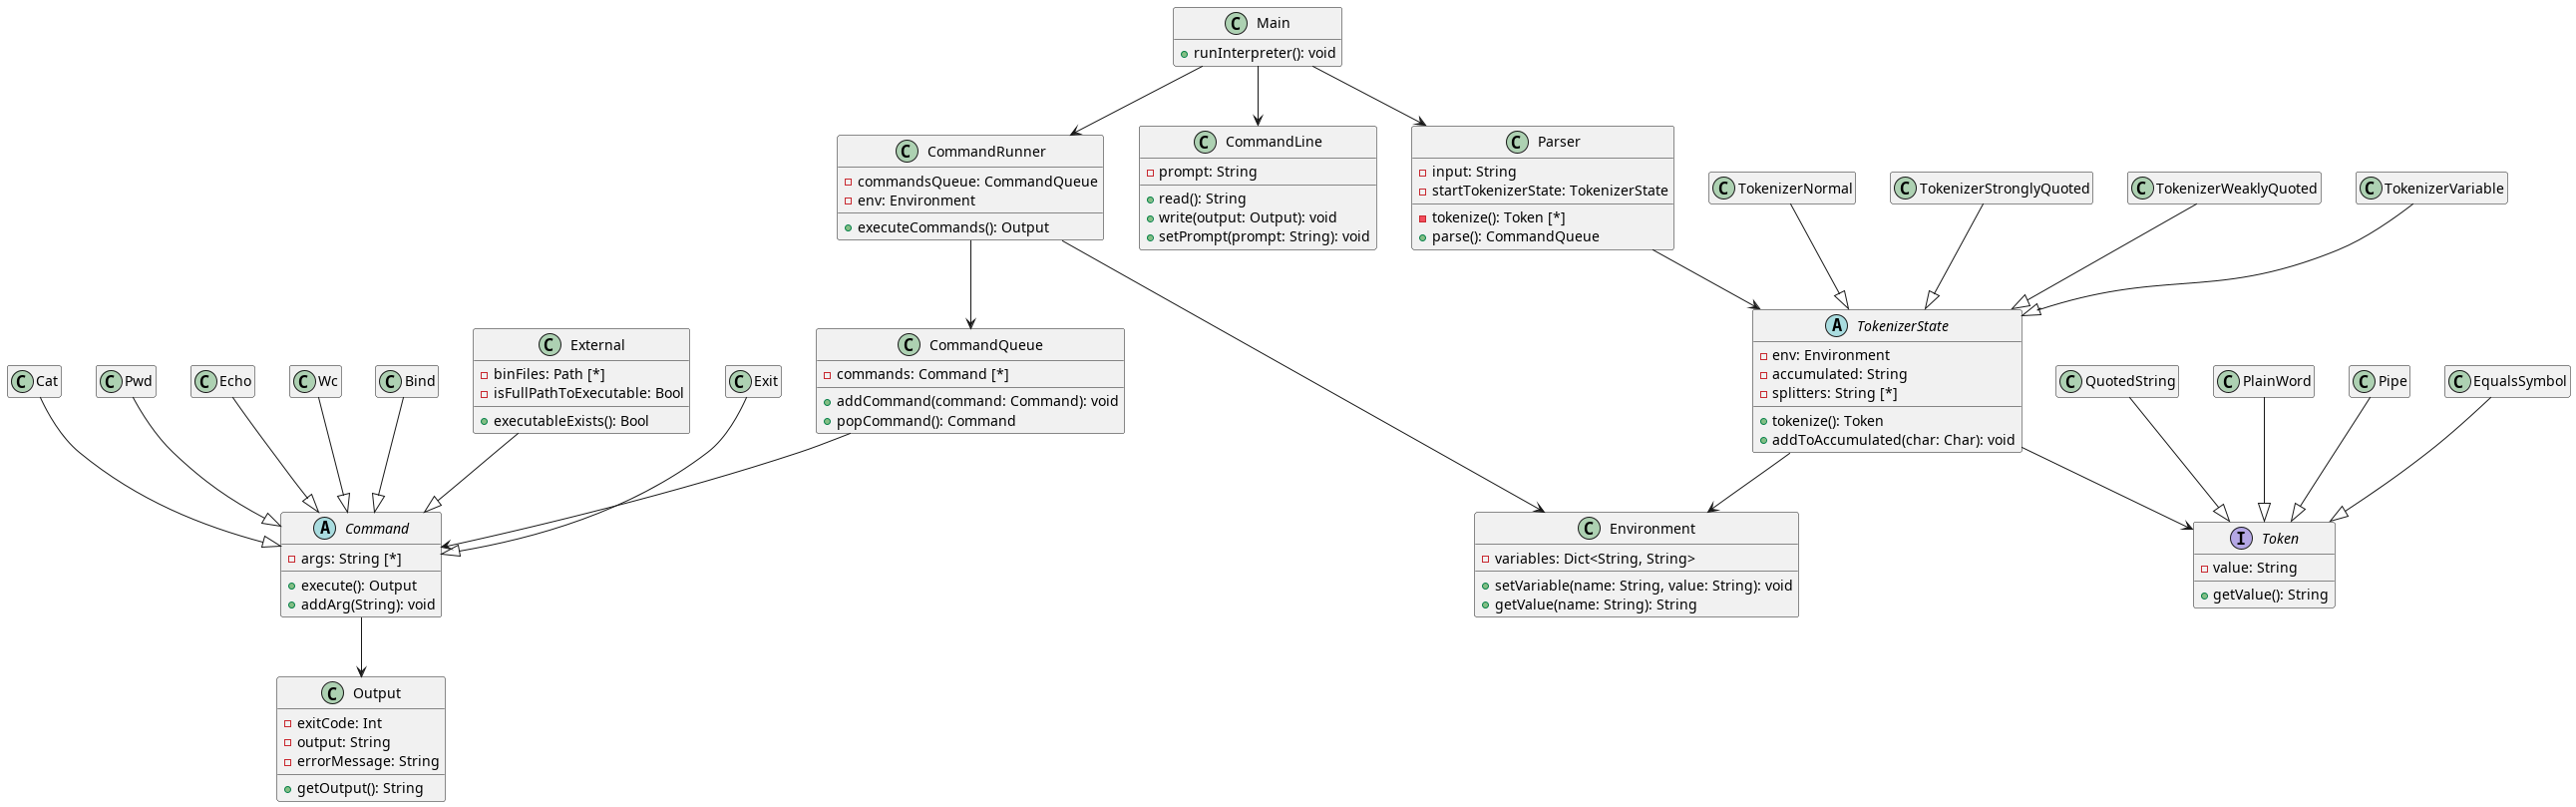 C Main
runInterpreter(): void
C CommandRunner
commandsQueue: CommandQueue
env: Environment
executeCommands(): Output
C CommandLine
prompt: String
read(): String
write(output: Output): void
setPrompt(prompt: String): void
C Parser
input: String
startTokenizerState: TokenizerState
tokenize(): Token [*]
parse(): CommandQueue
C TokenizerNormal
C TokenizerStronglyQuoted
C TokenizerWeaklyQuoted
C TokenizerVariable
C Cat
C Pwd
C Echo
C Wc
C Bind
C External
binFiles: Path [*]
isFullPathToExecutable: Bool
executableExists(): Bool
C Exit
C CommandQueue
commands: Command [*]
addCommand(command: Command): void
popCommand(): Command
A TokenizerState
env: Environment
accumulated: String
splitters: String [*]
tokenize(): Token
addToAccumulated(char: Char): void
C QuotedString
C PlainWord
C Pipe
C EqualsSymbol
A Command
args: String [*]
execute(): Output
addArg(String): void
C Environment
variables: Dict<String, String>
setVariable(name: String, value: String): void
getValue(name: String): String
I Token
value: String
getValue(): String
C Output
exitCode: Int
output: String
errorMessage: String
getOutput(): String